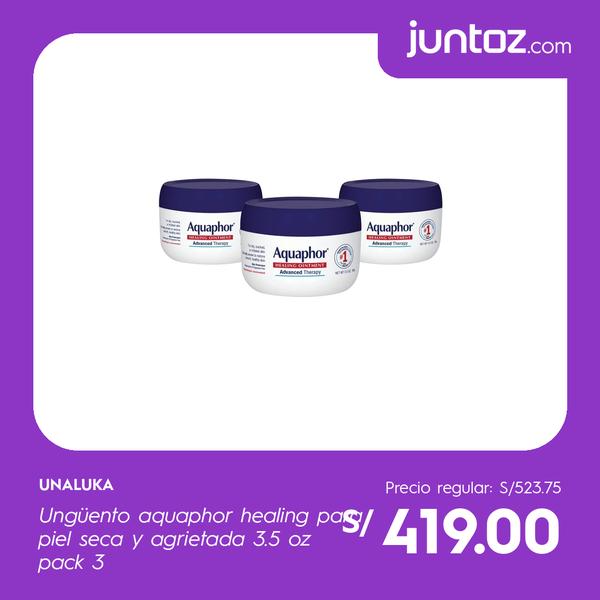 juntoz.com
Aquaphor
HEALING OINTMENT
Advanced Therapy
Aquaphor
HEALING OINTMENT
Advanced Therapy
#1
Aquaphor
HEALING OINTMENT
Advanced Therapy
#1
UNALUKA
Ungüento aquaphor healing para
piel seca y agrietada 3.5 oz
pack 3
Precio regular: S/523.75
S/ 419.00